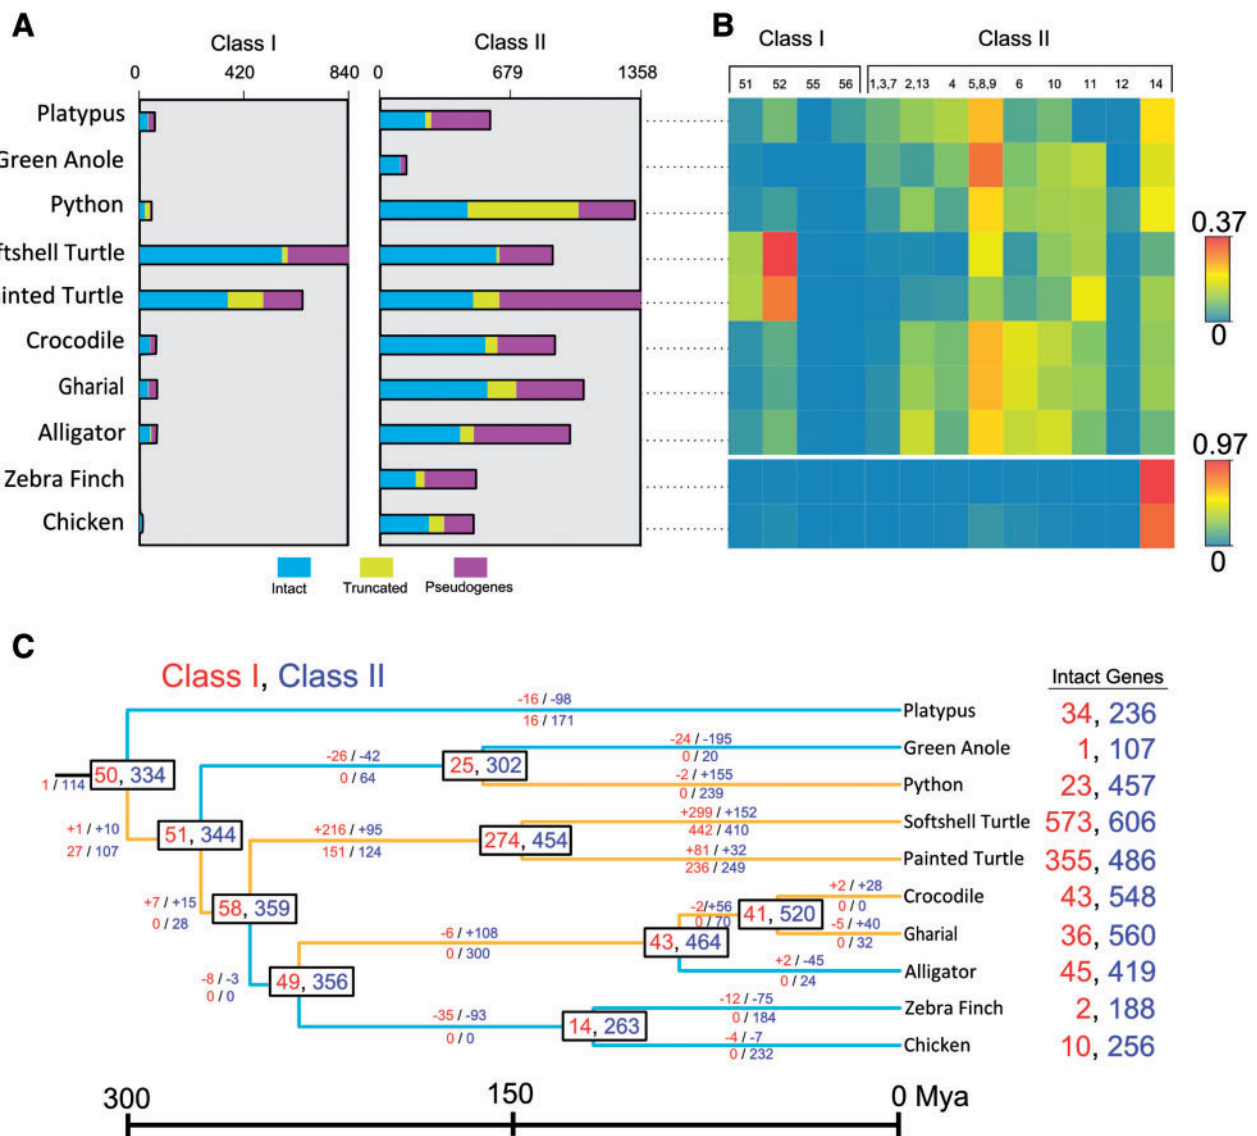 A
B
Class I
Class II
Class I
Class II
0 420 840 0 679 1358
51 52 55 56 1,3,7 2,13 4 5,8,9 6 10 11 12 14
Platypus
Green Anole
Python
ftshell Turtle
inted Turtle
Crocodile
Gharial
Alligator
Zebra Finch
Chicken
0.37
0
0.97
0
Intact Truncated Pseudogenes
C
Class I, Class II
Intact Genes
-16 / -98
16 / 171
Platypus 34, 236
-24 / -195
0 / 20
Green Anole 1, 107
-26 / -42
0 / 64
25, 302
-2 / +155
0 / 239
Python 23, 457
50, 334
1 / 114
+299 / +152
442 / 410
Softshell Turtle 573, 606
+1 / +10
27 / 107
51, 344
+216 / +95
151 / 124
274, 454
+81 / +32
236 / 249
Painted Turtle 355, 486
+2 / +28
0 / 0
Crocodile 43, 548
+7 / +15
0 / 28
58, 359
-2/+56
0 / 70
41, 520
-5 / +40
0 / 32
Gharial 36, 560
-6 / +108
0 / 300
43, 464
+2 / -45
0 / 24
Alligator 45, 419
-8 / -3
0 / 0
49, 356
-12 / -75
0 / 184
Zebra Finch 2, 188
-35 / -93
0 / 0
14, 263
-4 / -7
0 / 232
Chicken 10, 256
300 150 0 Mya